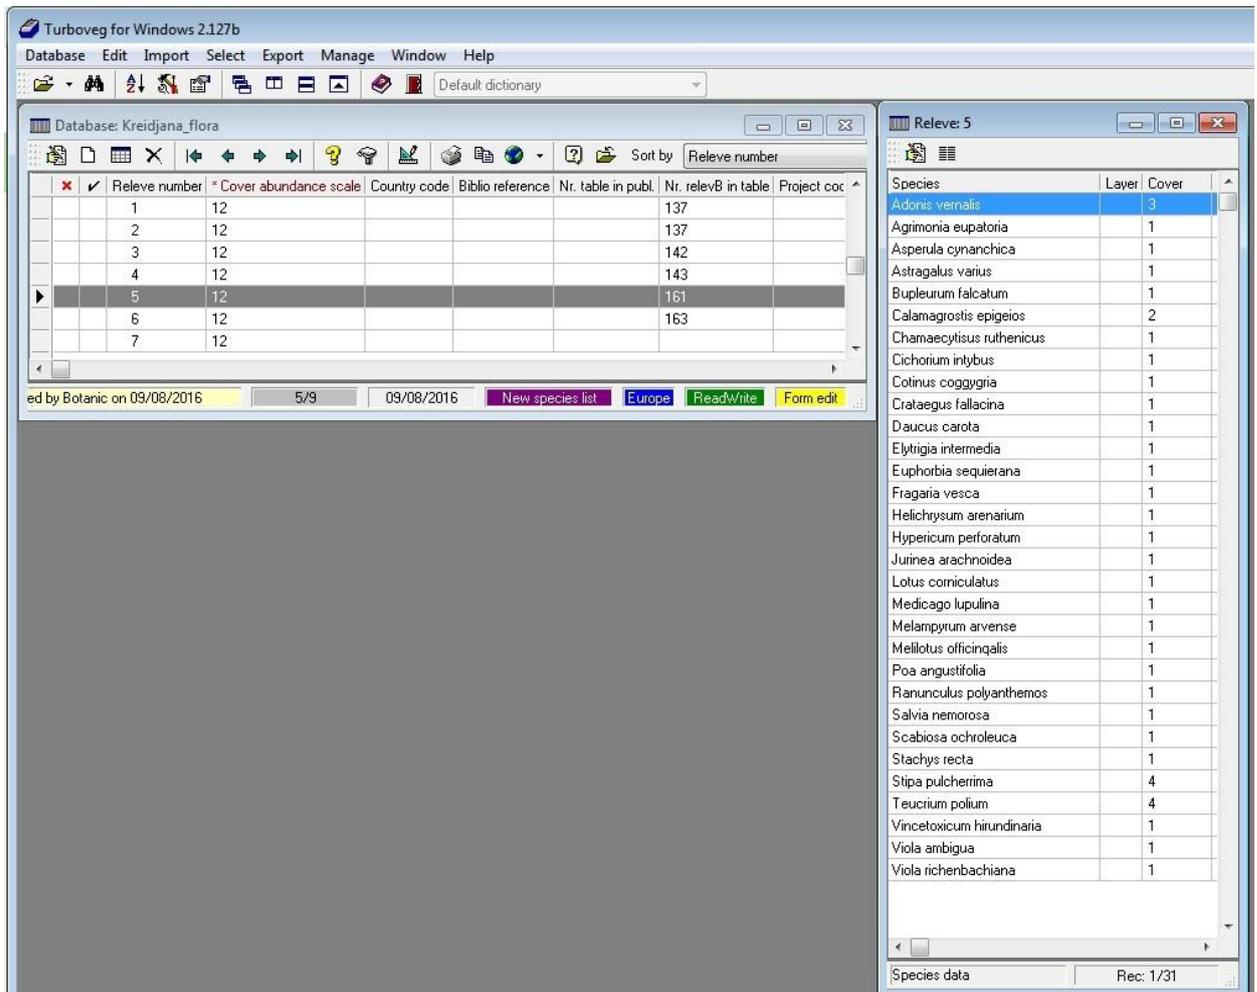 Turboveg for Windows 2.127b
Database Edit Import Select Export Manage Window Help
Default dictionary
Database: Kreidjana_flora
Sort by Releve number
Releve number * Cover abundance scale Country code Biblio reference Nr. table in publ. Nr. relevB in table Project coc
1 12 137
2 12 137
3 12 142
4 12 143
5 12 161
6 12 163
7 12
ed by Botanic on 09/08/2016 5/9 09/08/2016 New species list Europe ReadWrite Form edit
Releve: 5
Species Layer Cover
Adonis vernalis 3
Agrimonia eupatoria 1
Asperula cynanchica 1
Astragalus varius 1
Bupleurum falcatum 1
Calamagrostis epigeios 2
Chamaecytisus ruthenicus 1
Cichorium intybus 1
Cotinus coggygria 1
Crataegus fallacina 1
Daucus carota 1
Elytrigia intermedia 1
Euphorbia sequierana 1
Fragaria vesca 1
Helichrysum arenarium 1
Hypericum perforatum 1
Jurinea arachnoidea 1
Lotus corniculatus 1
Medicago lupulina 1
Melampyrum arvense 1
Melilotus officinqalis 1
Poa angustifolia 1
Ranunculus polyanthemos 1
Salvia nemorosa 1
Scabiosa ochroleuca 1
Stachys recta 1
Stipa pulcherrima 4
Teucrium polium 4
Vincetoxicum hirundinaria 1
Viola ambigua 1
Viola richenbachiana 1
Species data Rec: 1/31